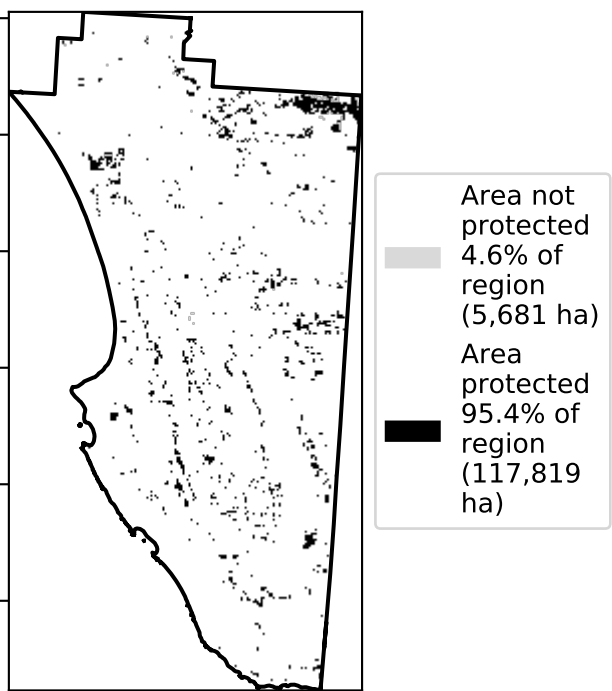 Area not
protected
4.6% of
region
(5,681 ha)
Area
protected
95.4% of
region
(117,819
ha)